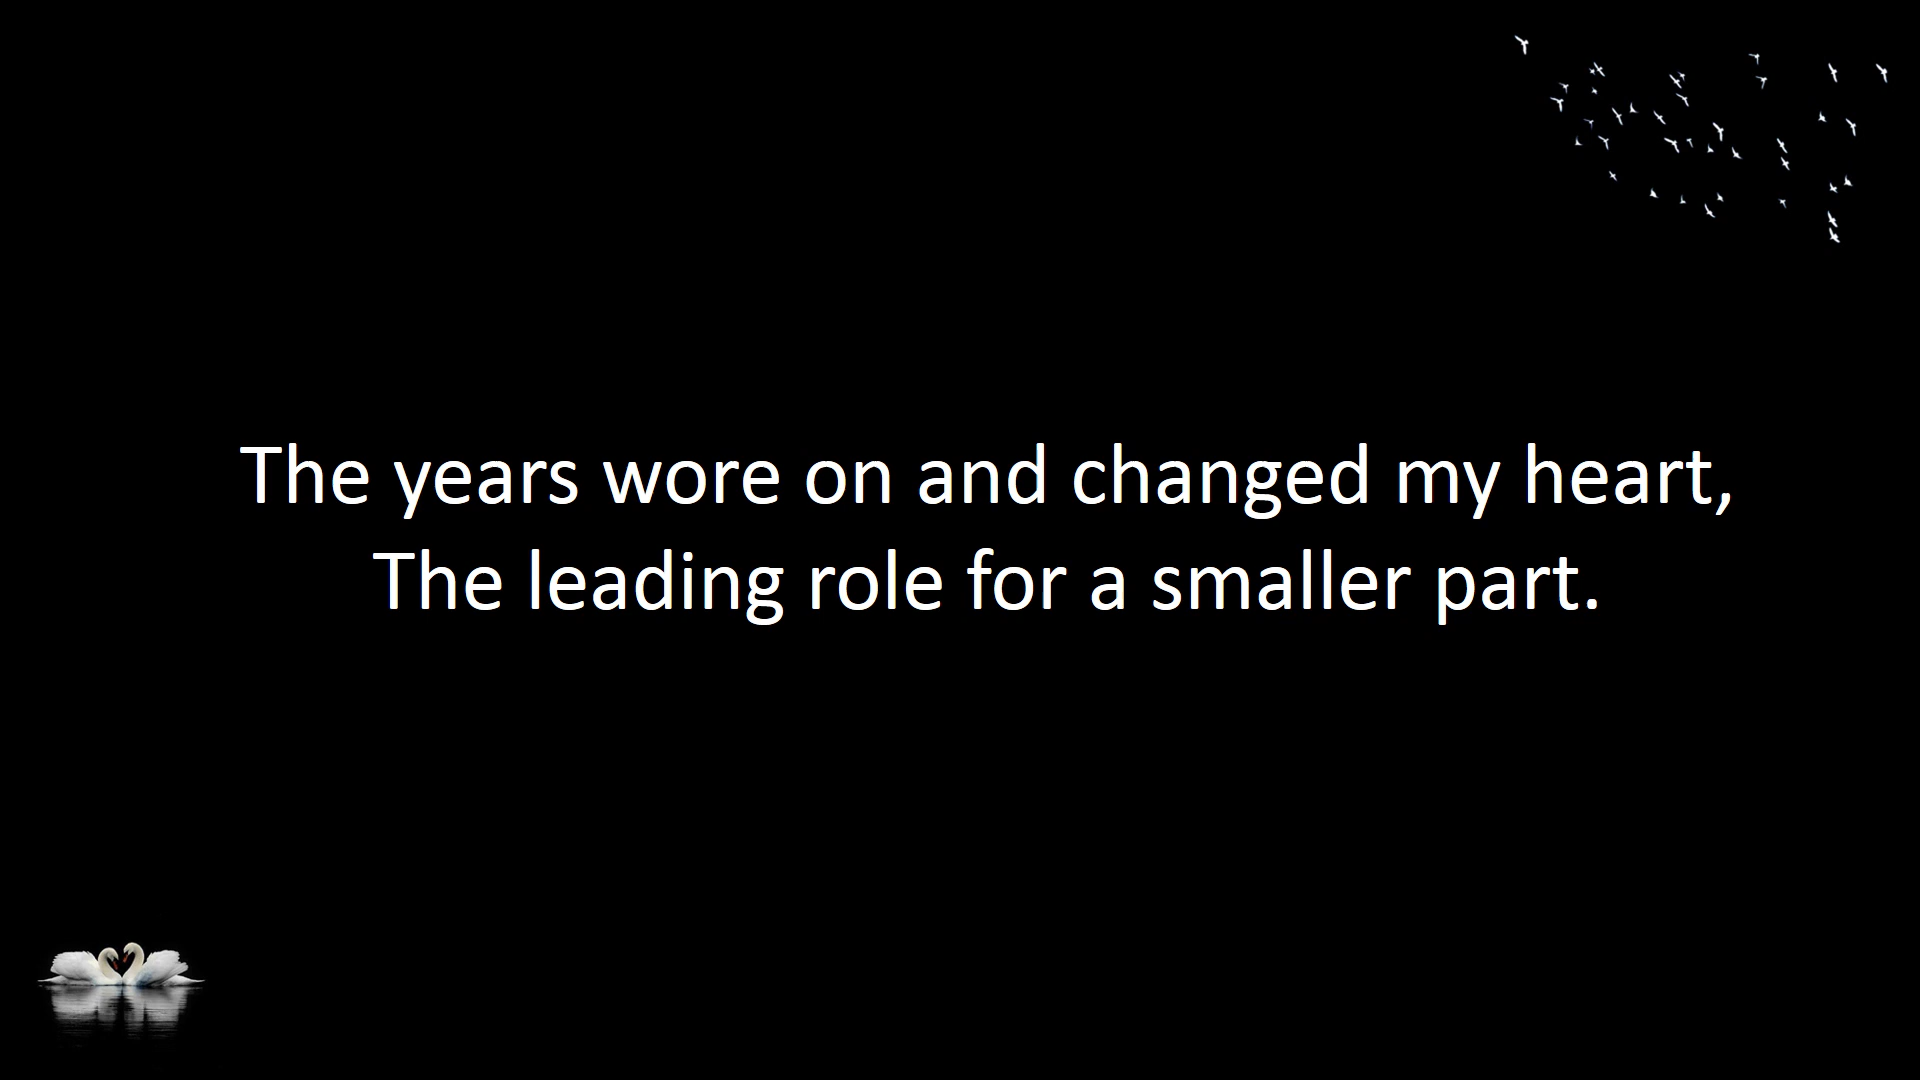 The years wore on and changed my heart,
The leading role for a smaller part.